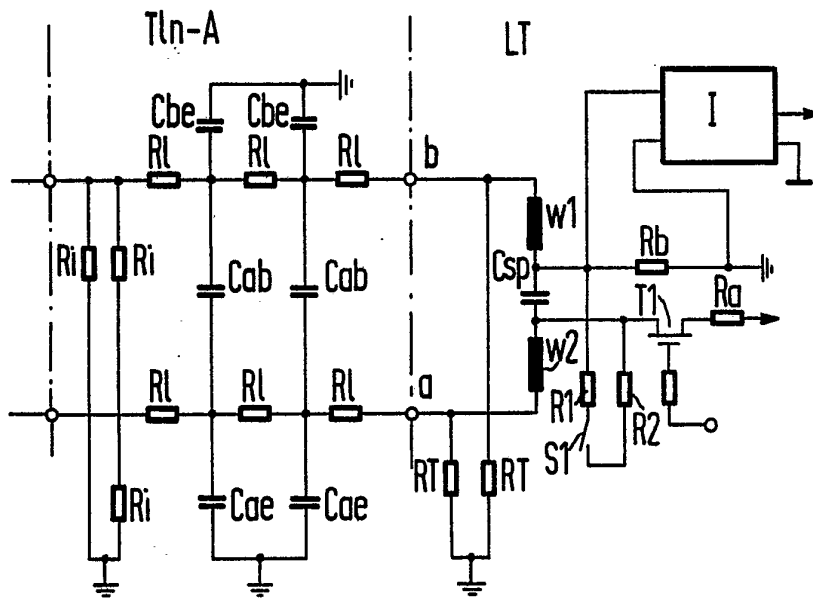 Tln-A
LT
Cbe
Cbe
I
Rl
Rl
Rl
b
w1
Ri
Ri
Cab
Cab
Csp
Rb
T1
Ra
Rl
Rl
Rl
a
w2
R1
R2
S1
Ri
Cae
Cae
RT
RT